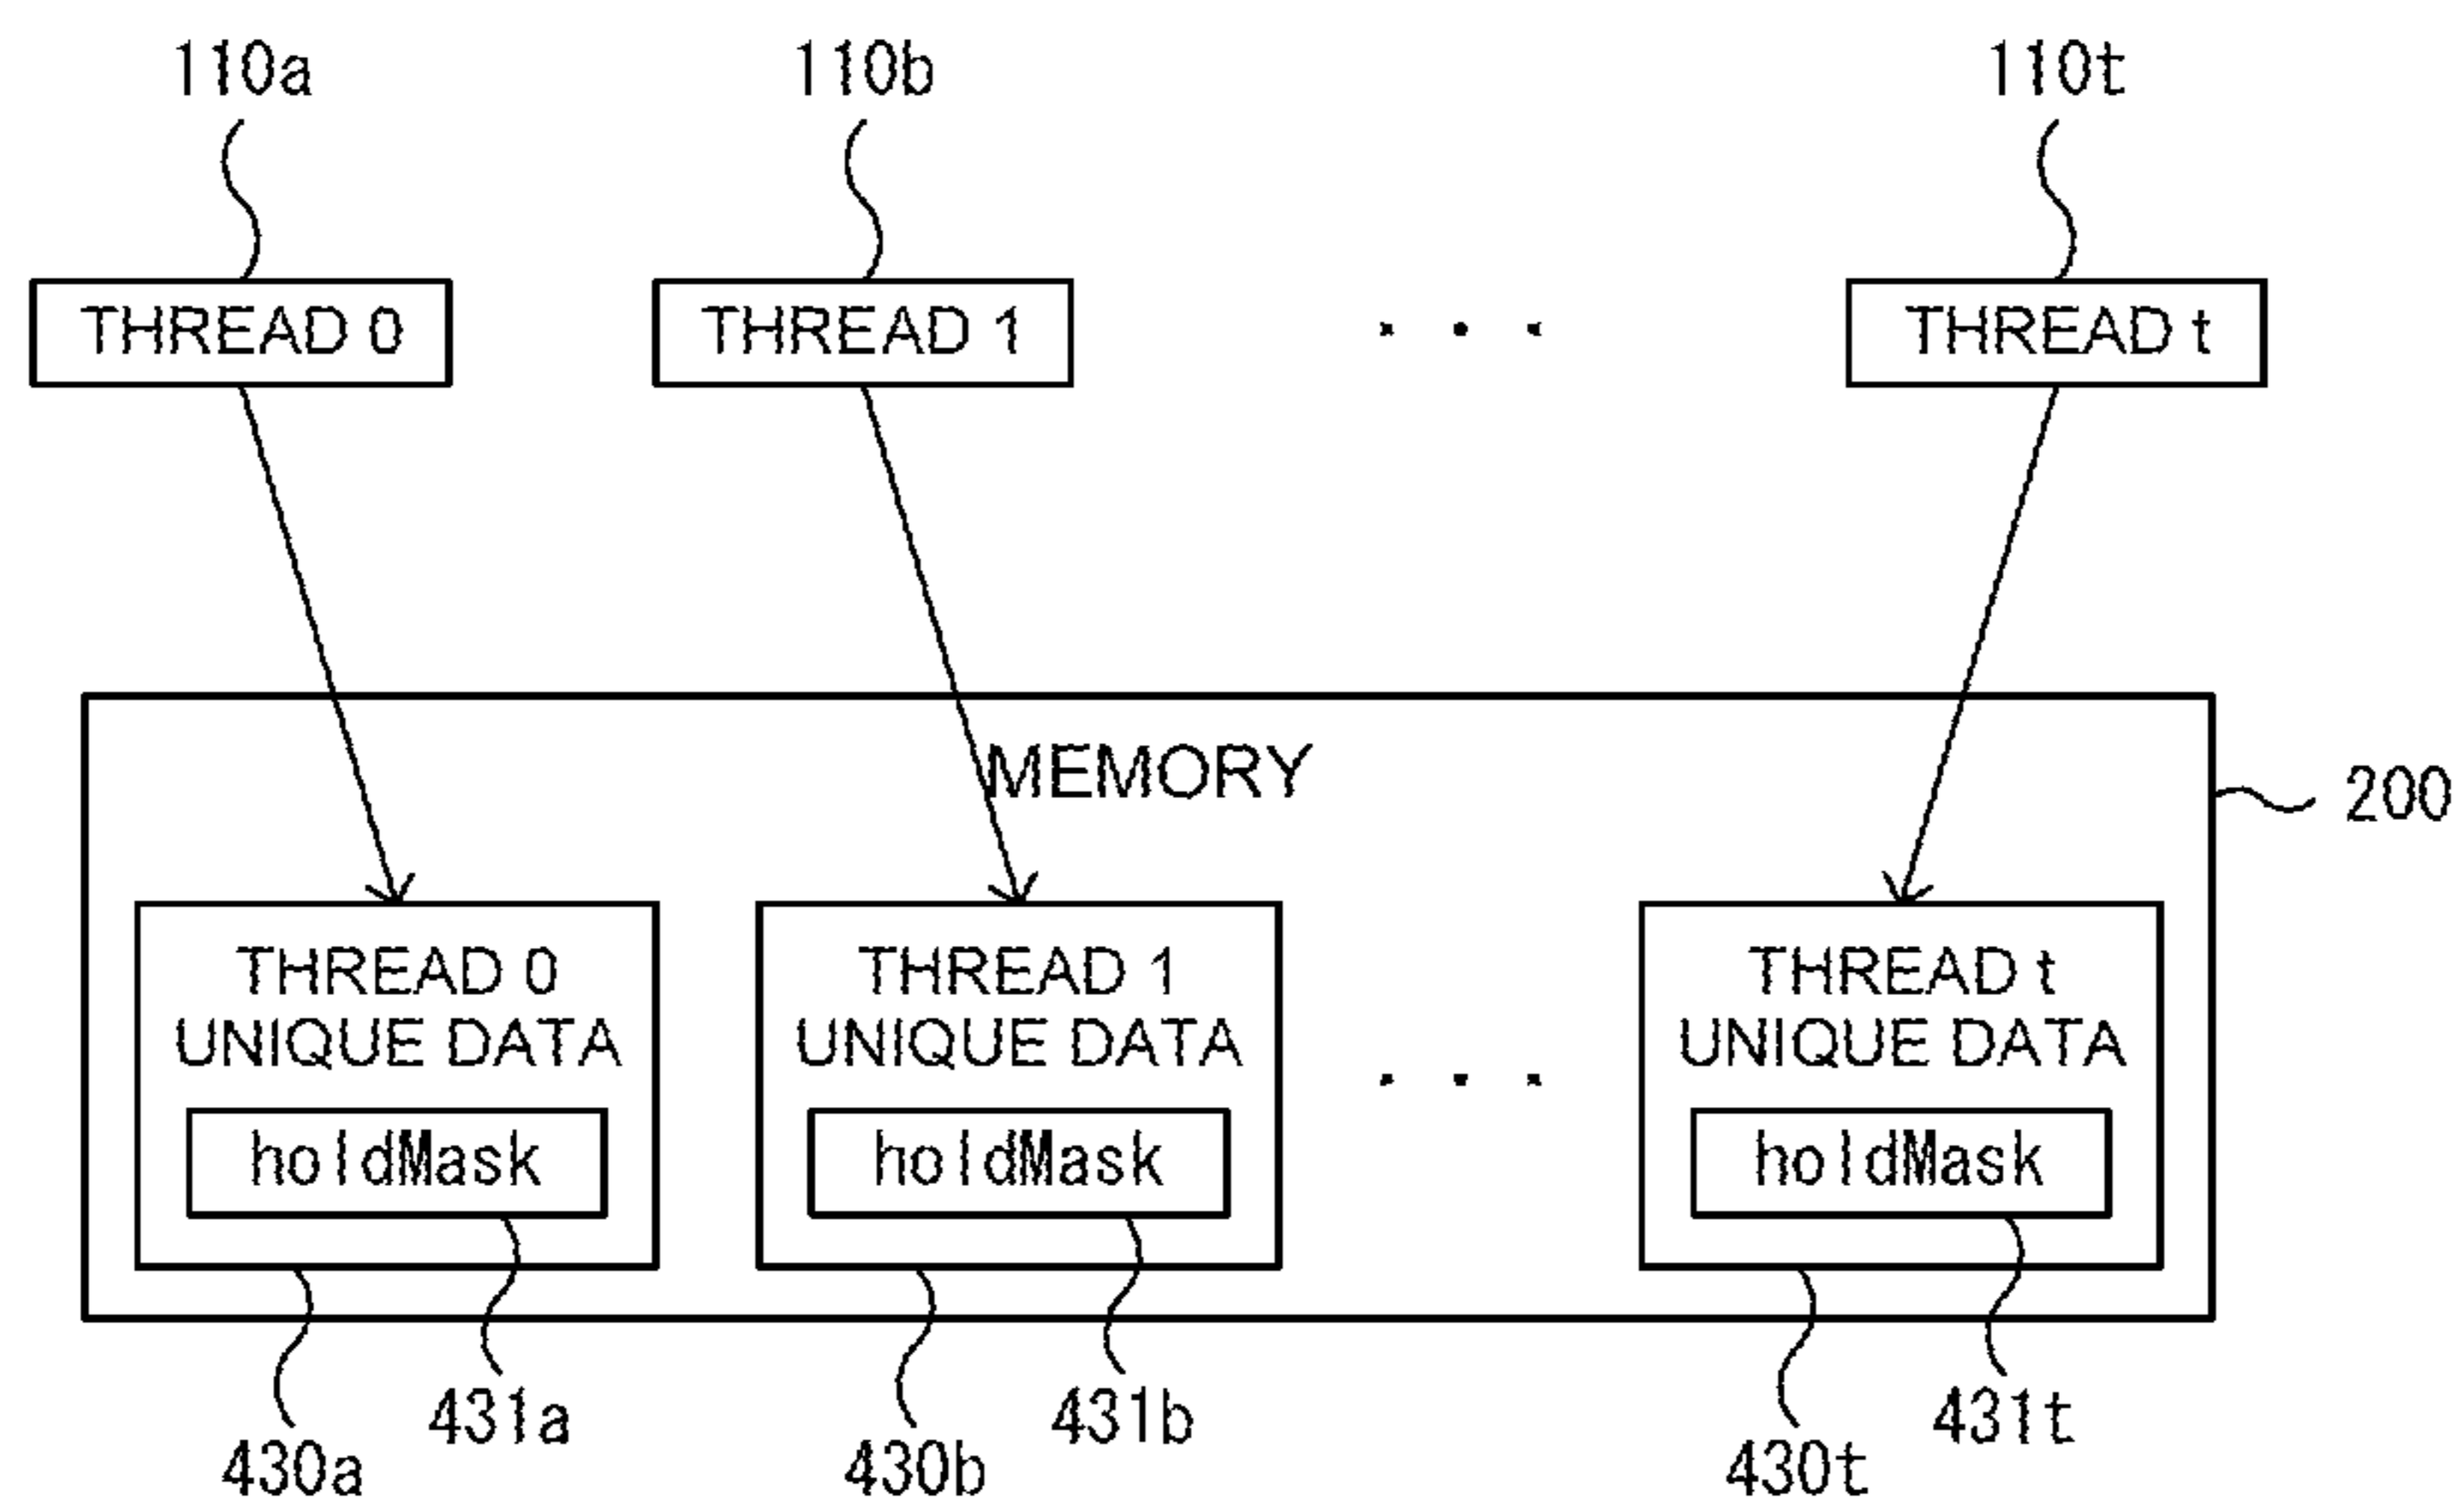 110a 110b 110t
THREAD 0 THREAD 1 . . . THREAD t
MEMORY
200
THREAD 0 THREAD 1 THREAD t
UNIQUE DATA UNIQUE DATA . . . UNIQUE DATA
holdMask holdMask holdMask
431a 431b 431t
430a 430b 430t